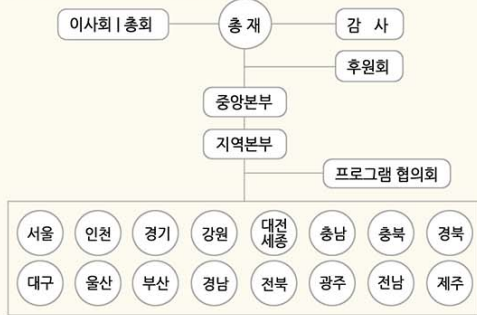 이사회 | 총회
총 재
감 사
후원회
중앙본부
지역본부
프로그램 협의회
서울 인천 경기 강원 대전 세종 충남 충북 경북
대구 울산 부산 경남 전북 광주 전남 제주